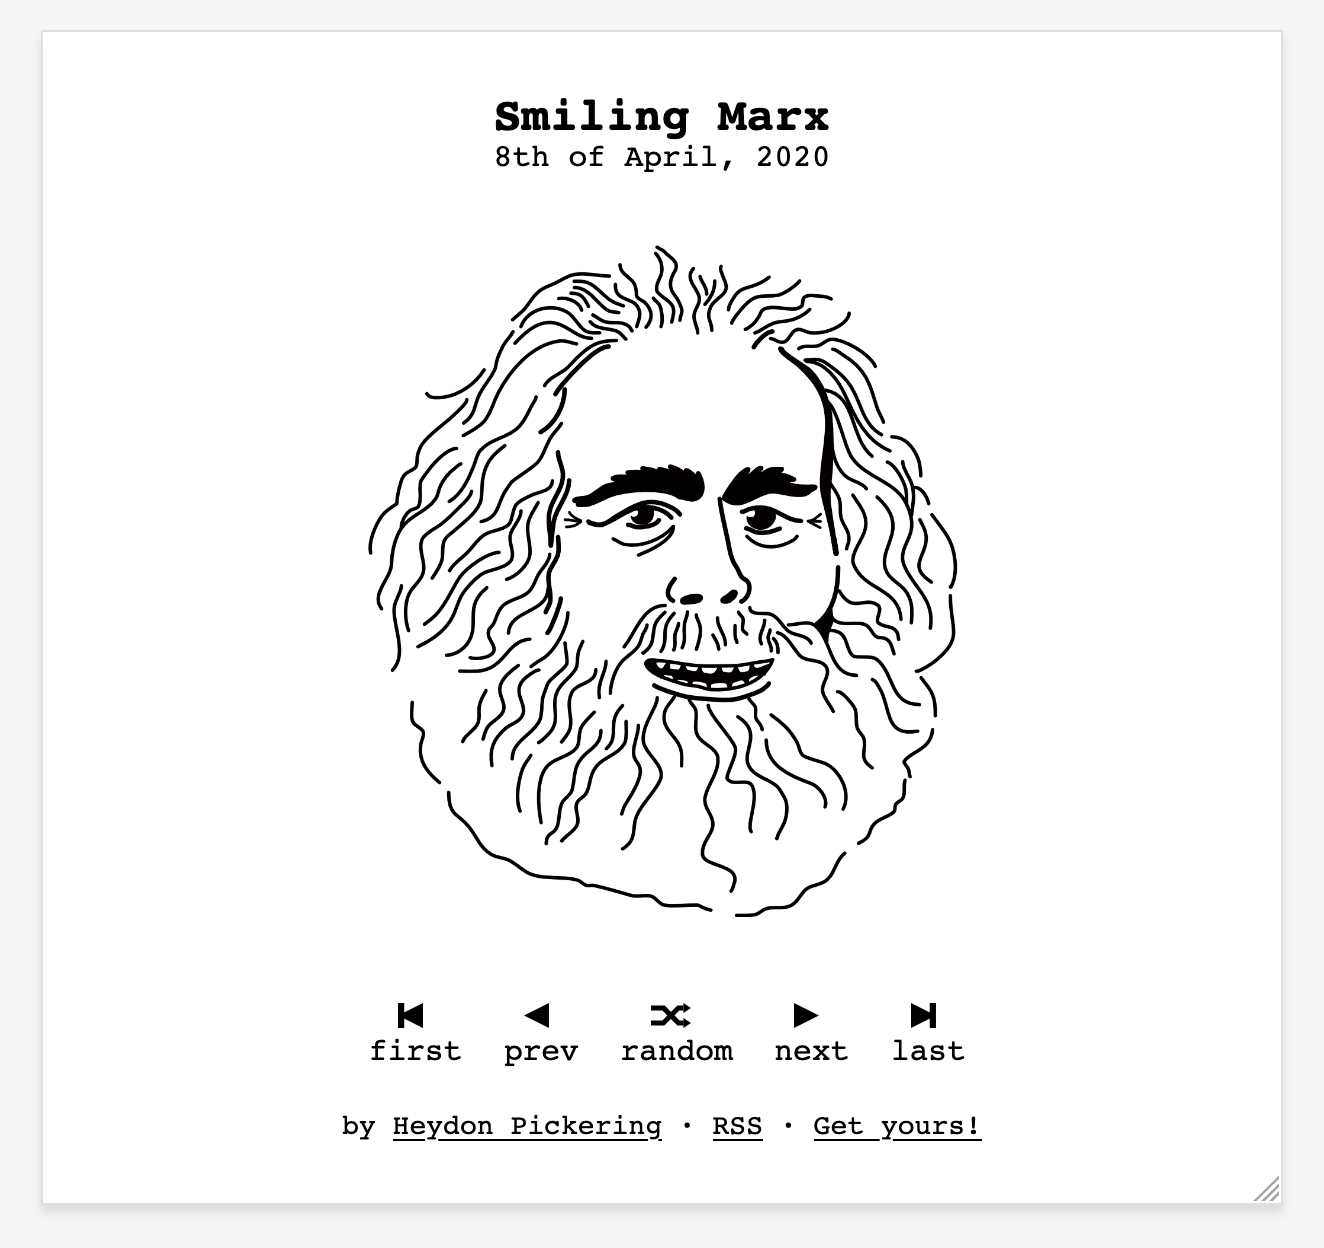 Smiling Marx
8th of April, 2020
first prev random next last
by Heydon Pickering · RSS · Get yours!